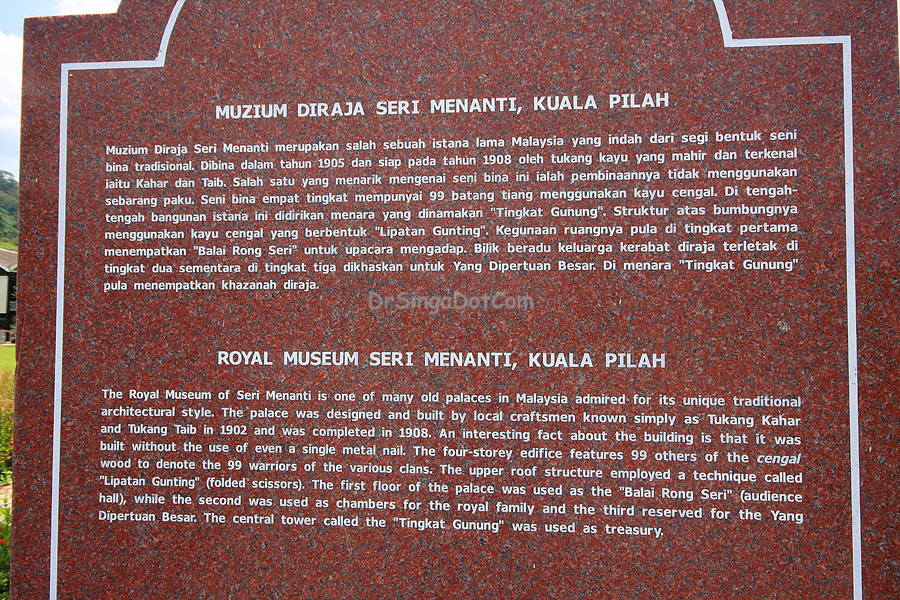 MUZIUM DIRAJA SERI MENANTI, KUALA PILAH
Muzium Diraja Seri Menanti merupakan salah sebuah istana lama Malaysia yang indah dari segi bentuk seni
bina tradisional. Dibina dalam tahun 1905 dan siap pada tahun 1908 oleh tukang kayu yang mahir dan terkenal
iaitu Kahar dan Taib. Salah satu yang menarik mengenai seni bina ini ialah pembinaannya tidak menggunakan
sebarang paku. Seni bina empat tingkat mempunyai 99 batang tiang menggunakan kayu cengal. Di tengah-
tengah bangunan istana ini didirikan menara yang dinamakan "Tingkat Gunung". Struktur atas bumbungnya
menggunakan kayu cengal yang berbentuk "Lipatan Gunting". Kegunaan ruangnya pula di tingkat pertama
menempatkan "Balai Rong Seri" untuk upacara mengadap. Bilik beradu keluarga kerabat diraja terletak di
tingkat dua sementara di tingkat tiga dikhaskan untuk Yang Dipertuan Besar. Di menara "Tingkat Gunung"
pula menempatkan khazanah diraja.
DrSingaDotCom
ROYAL MUSEUM SERI MENANTI, KUALA PILAH
The Royal Museum of Seri Menanti is one of many old palaces in Malaysia admired for its unique traditional
architectural style. The palace was designed and built by local craftsmen known simply as Tukang Kahar
and Tukang Taib in 1902 and was completed in 1908. An interesting fact about the building is that it was
built without the use of even a single metal nail. The four-storey edifice features 99 others of the cengal
wood to denote the 99 warriors of the various clans. The upper roof structure employed a technique called
"Lipatan Gunting" (folded scissors). The first floor of the palace was used as the "Balai Rong Seri" (audience
hall), while the second was used as chambers for the royal family and the third reserved for the Yang
Dipertuan Besar. The central tower called the "Tingkat Gunung" was used as treasury.